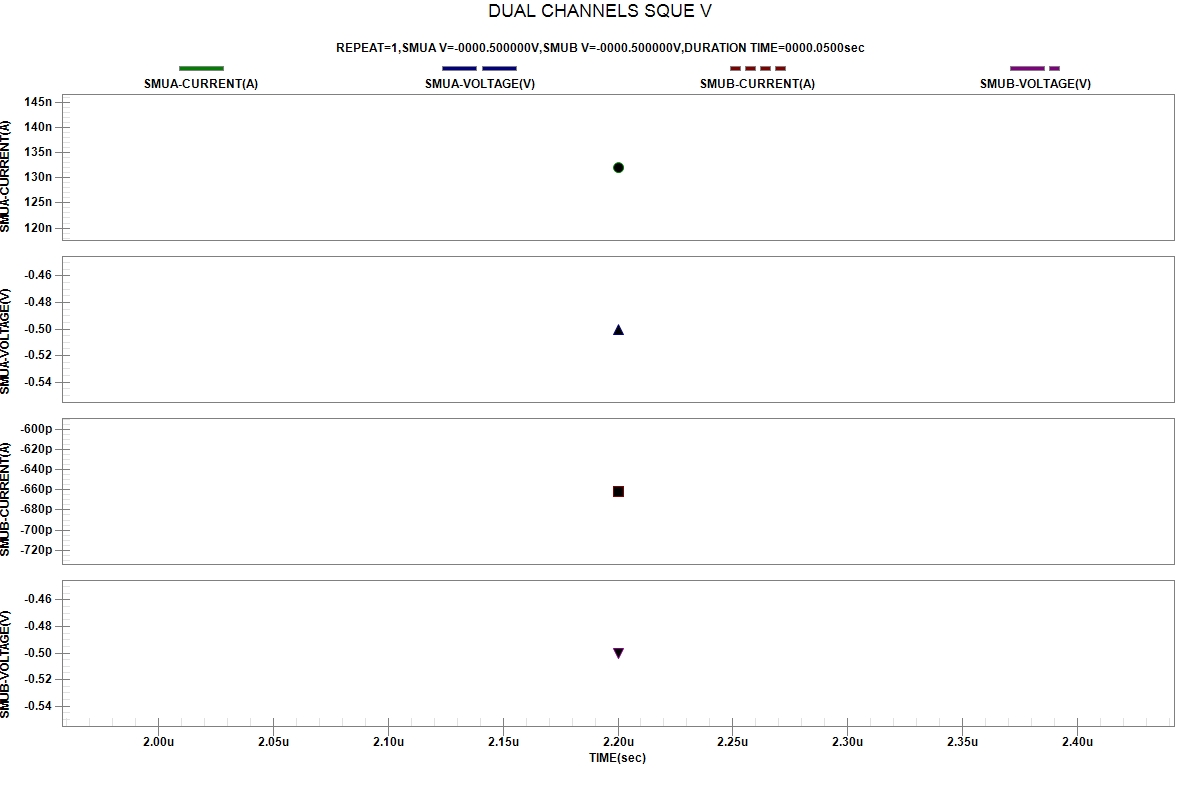 DUAL CHANNELS SQUE V
REPEAT=1,SMUA V=-0000.500000V,SMUB V=-0000.500000V,DURATION TIME=0000.0500sec
SMUA-CURRENT(A) SMUA-VOLTAGE(V) SMUB-CURRENT(A) SMUB-VOLTAGE(V)
SMUA-CURRENT(A)
145n
140n
135n
130n
125n
120n
SMUA-VOLTAGE(V)
-0.46
-0.48
-0.50
-0.52
-0.54
SMUB-CURRENT(A)
-600p
-620p
-640p
-660p
-680p
-700p
-720p
SMUB-VOLTAGE(V)
-0.46
-0.48
-0.50
-0.52
-0.54
2.00u 2.05u 2.10u 2.15u 2.20u 2.25u 2.30u 2.35u 2.40u
TIME(sec)